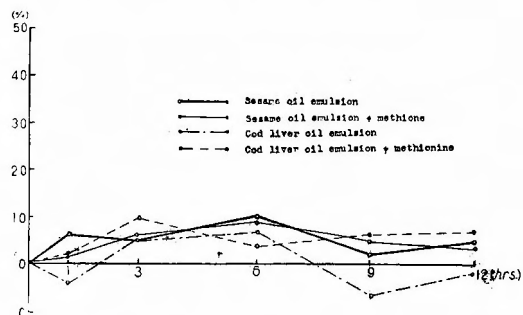 (%)
50
40
30
Sesame oil emulsion
Sesame oil emulsion + methione
20
Cod liver oil emulsion
Cod liver oil emulsion + methionine
10
0
1
3
6
9
12 (hrs.)